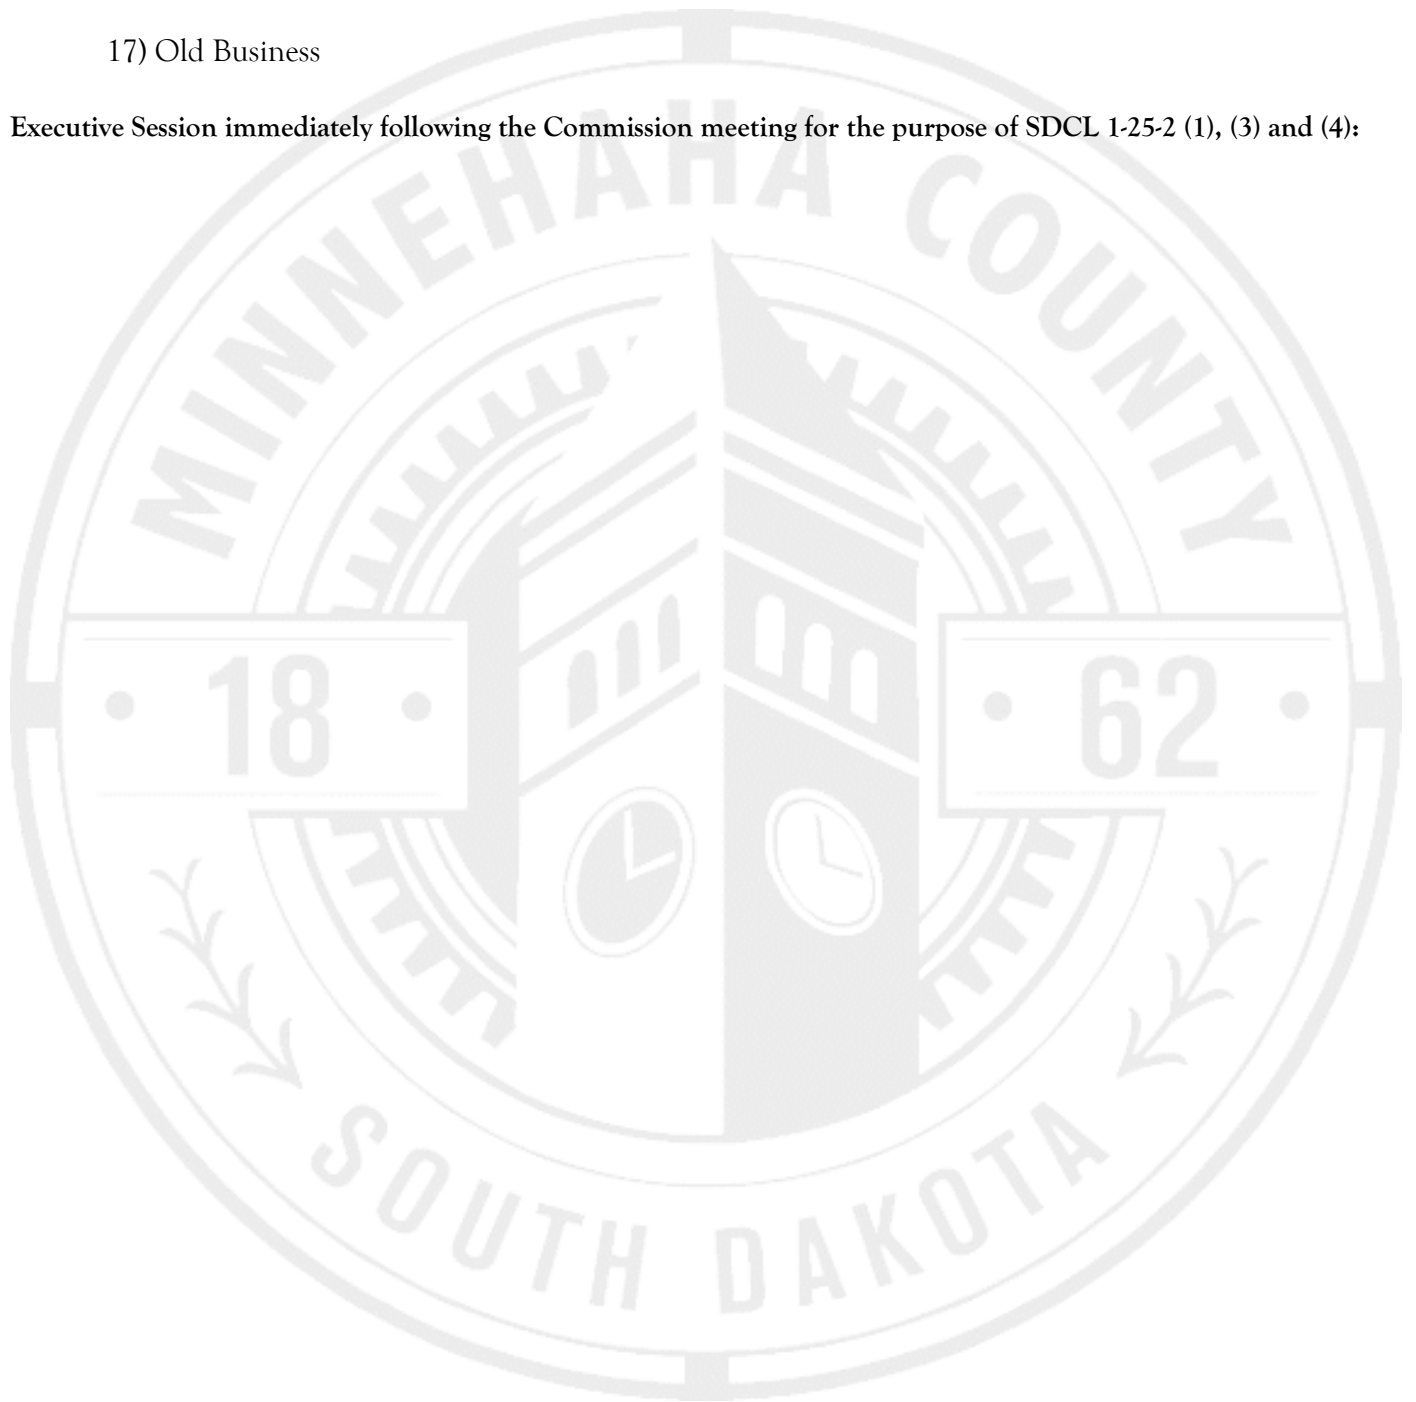 17) Old Business
Executive Session immediately following the Commission meeting for the purpose of SDCL 1-25-2 (1), (3) and (4):
MINNEHAHA COUNTY
18
62
SOUTH DAKOTA